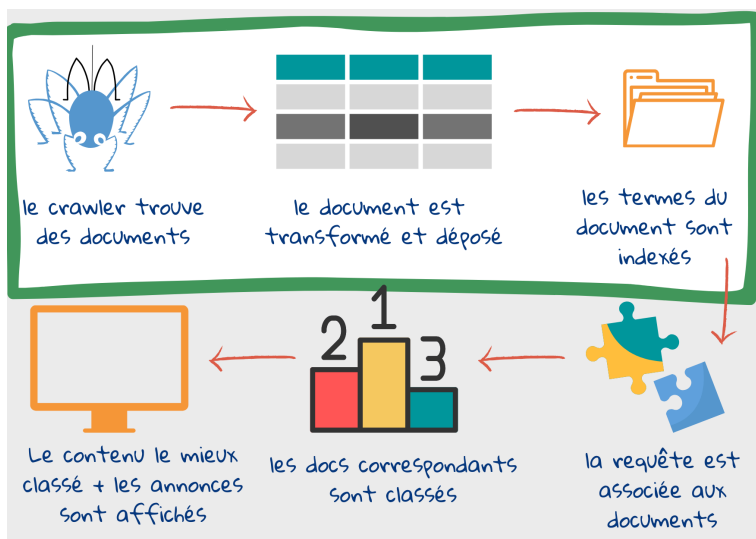 le crawler trouve
des documents
le document est
transformé et déposé
les termes du
document sont
indexés
la requête est
associée aux
documents
1
2
3
les docs correspondants
sont classés
Le contenu le mieux
classé + les annonces
sont affichés